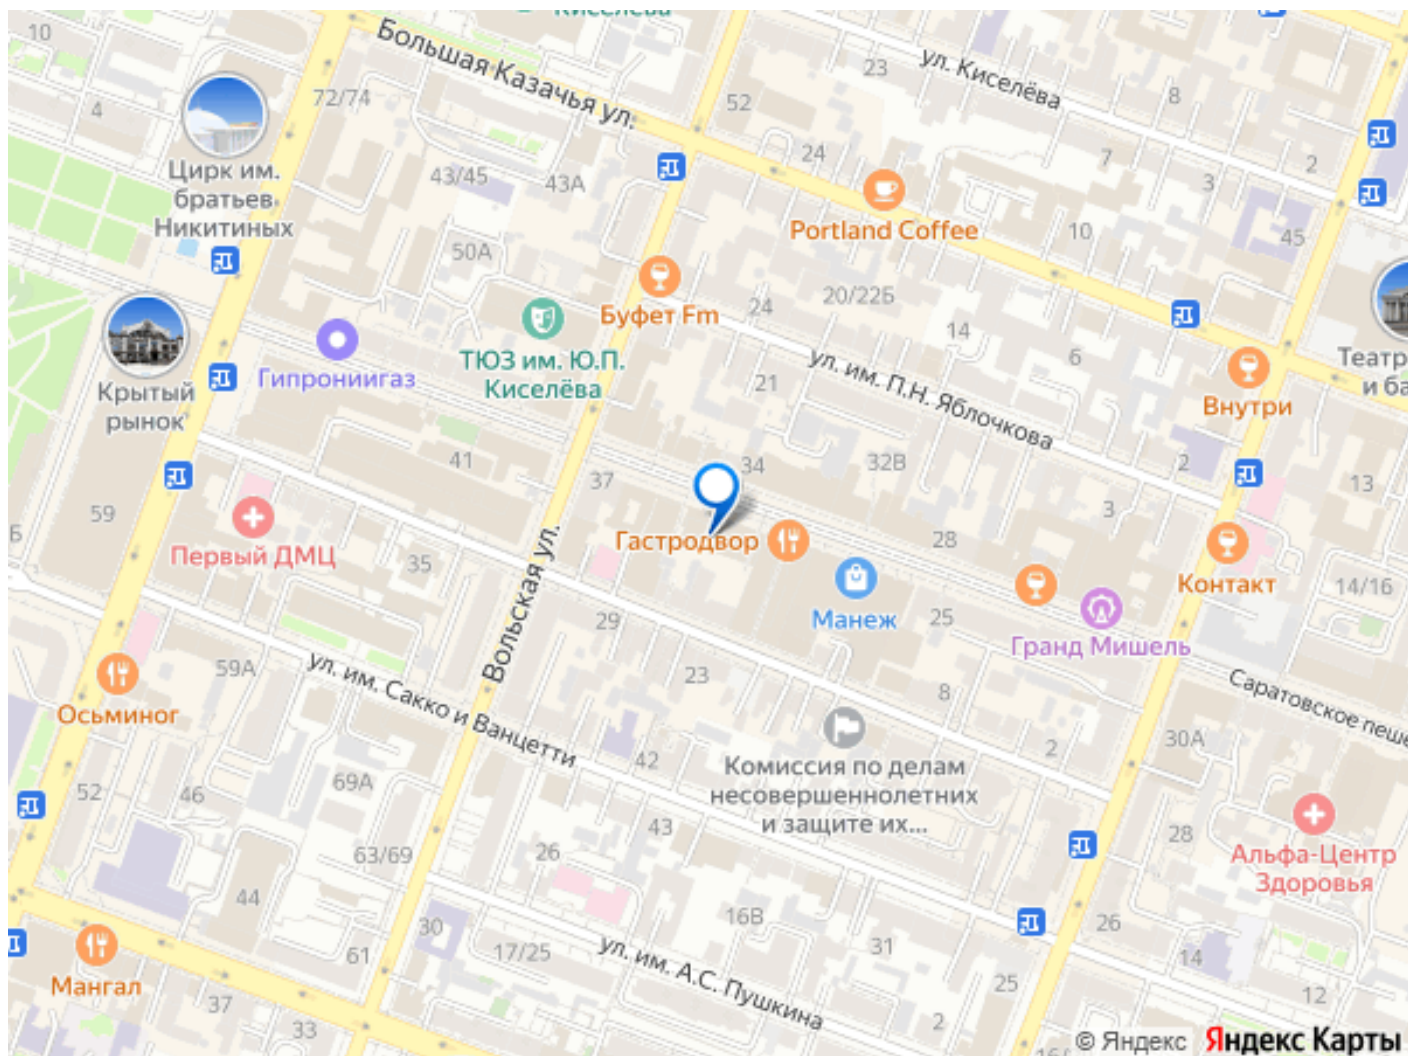 Киселёва
10
Большая Казачья ул.
ул. Киселёва
23
8
72/74
52
4
24
7
2
Цирк им.
братьев
Никитиных
43/45
43А
3
Portland Coffee
10
45
50А
24
20/22Б
Буфет Fm
14
6
ТЮЗ им. Ю.П.
Киселёва
Гипрониигаз
Крытый
рынок
21
ул. им. П.Н. Яблочкова
Внутри
Театр
и ба
41
37
34
32В
2
13
59
3
Б
Первый ДМЦ
Гастродвор
28
35
Вольская ул.
Манеж
25
Контакт
14/16
29
Гранд Мишель
59А
23
8
Саратовское пеше
ул. им. Сакко и Ванцетти
Осьминог
2
30А
42
Комиссия по делам
несовершеннолетних
и защите их...
52
46
69А
43
28
63/69
26
Альфа-Центр
Здоровья
44
16В
30
17/25
31
26
61
ул. им. А.С. Пушкина
14
Мангал
25
12
37
33
2
16/
© Яндекс Яндекс Карты